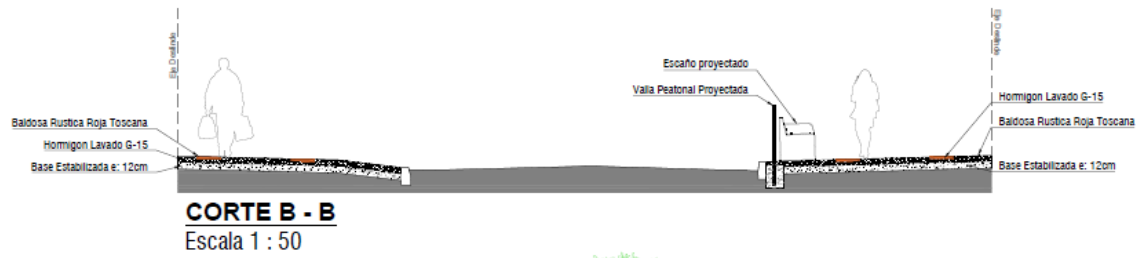 Eje Deslinde
Eje Deslinde
Escaño proyectado
Valla Peatonal Proyectada
Hormigon Lavado G-15
Baldosa Rustica Roja Toscana
Baldosa Rustica Roja Toscana
Hormigon Lavado G-15
Base Estabilizada e: 12cm
Base Estabilizada e: 12cm
CORTE B - B
Escala 1 : 50